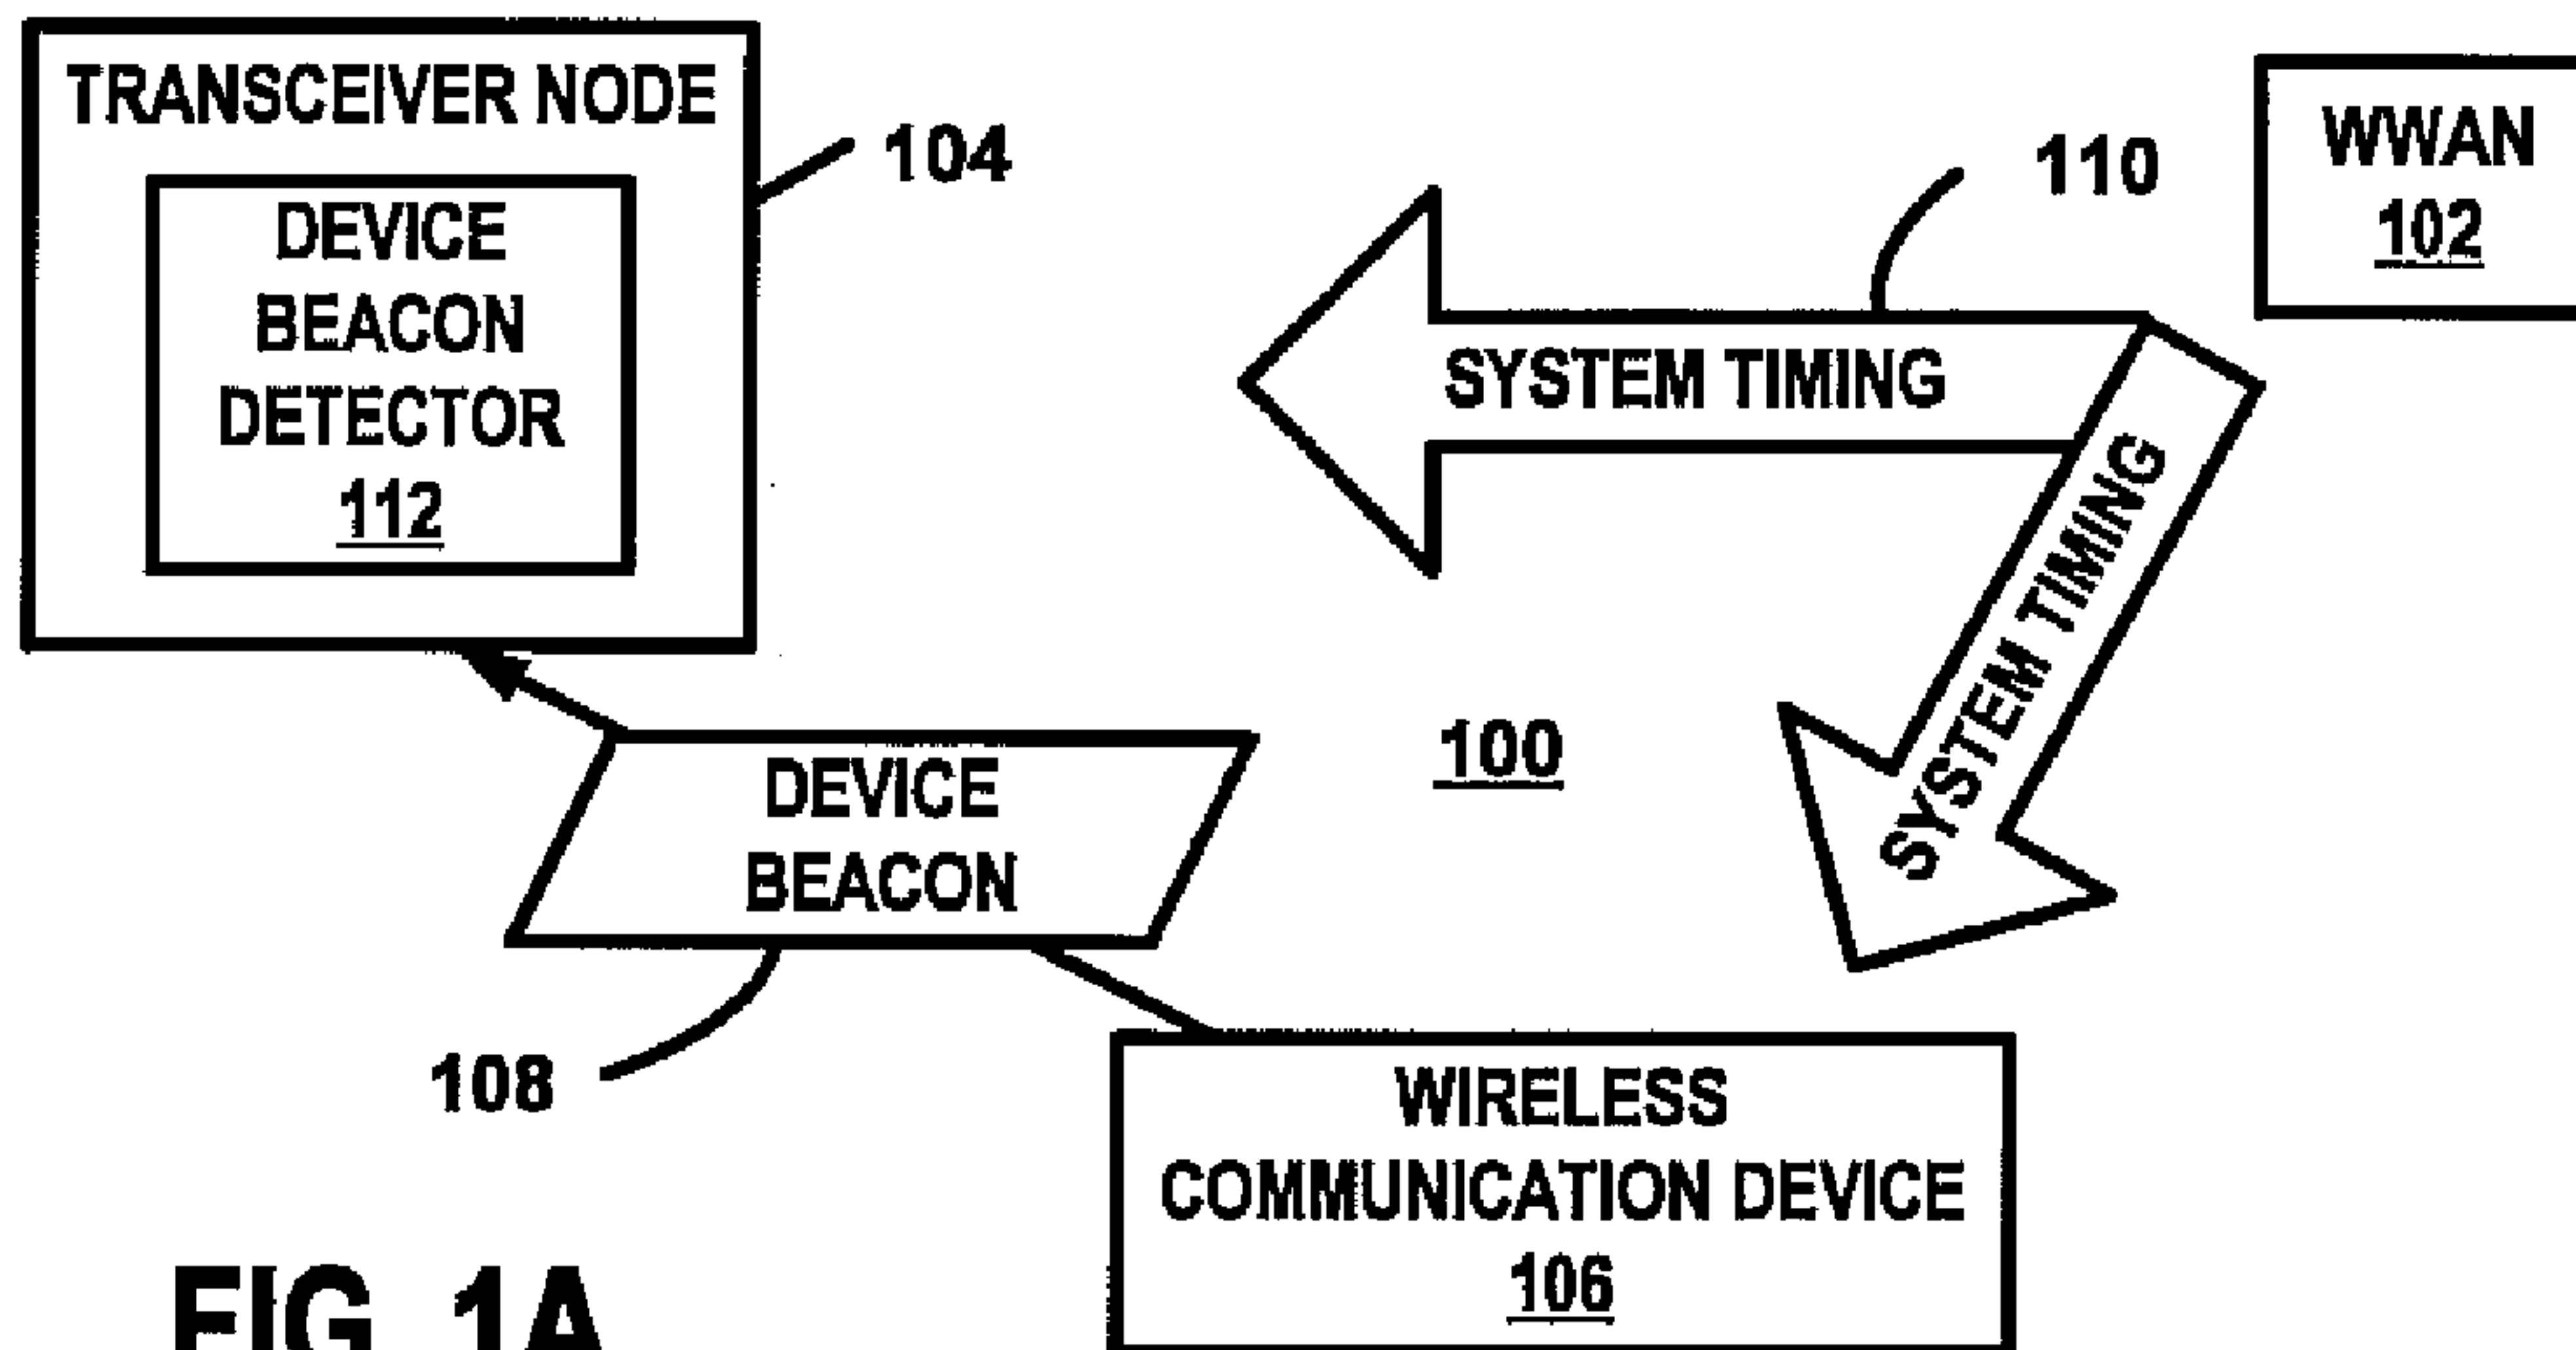 TRANSCEIVER NODE
DEVICE
BEACON
DETECTOR
112
104
110
WWAN
102
SYSTEM TIMING
SYSTEM TIMING
100
DEVICE
BEACON
108
WIRELESS
COMMUNICATION DEVICE
106
FIG. 1A